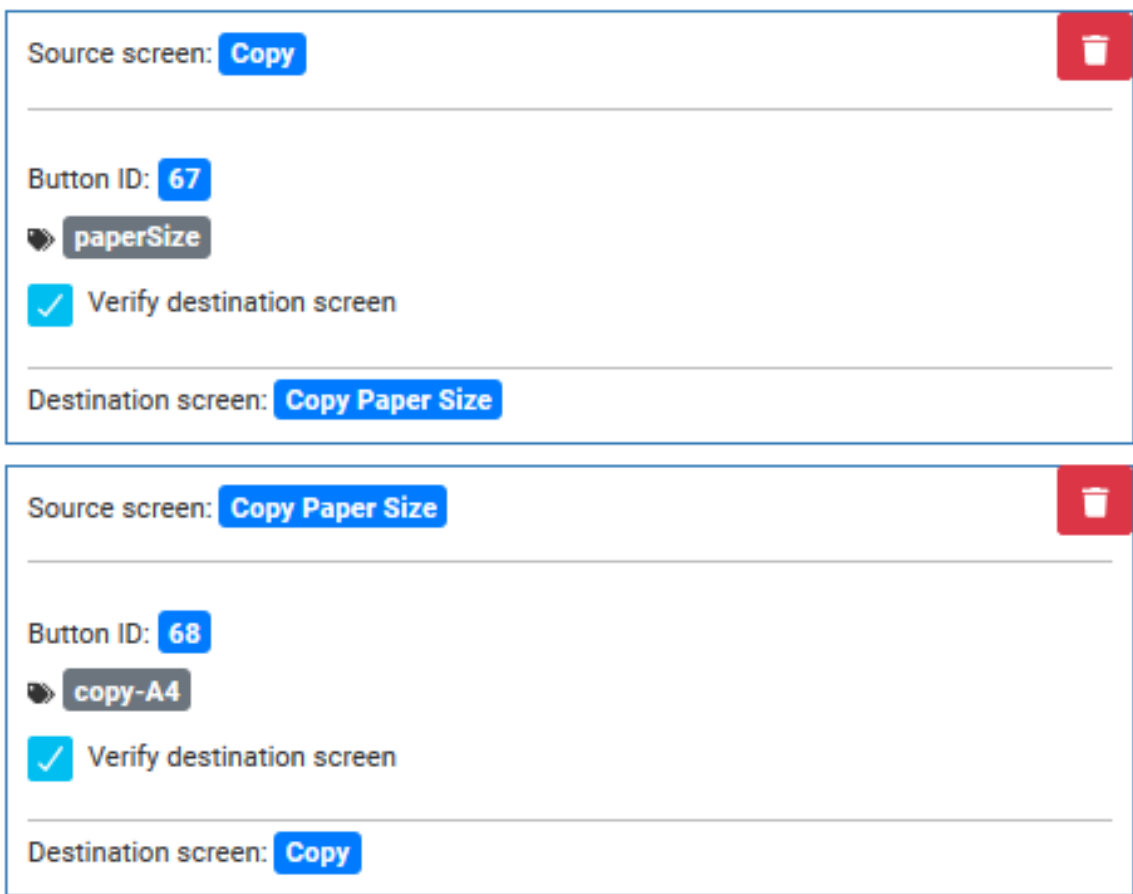 Source screen: Copy
Button ID: 67
paperSize
Verify destination screen
Destination screen: Copy Paper Size
Source screen: Copy Paper Size
Button ID: 68
copy-A4
Verify destination screen
Destination screen: Copy